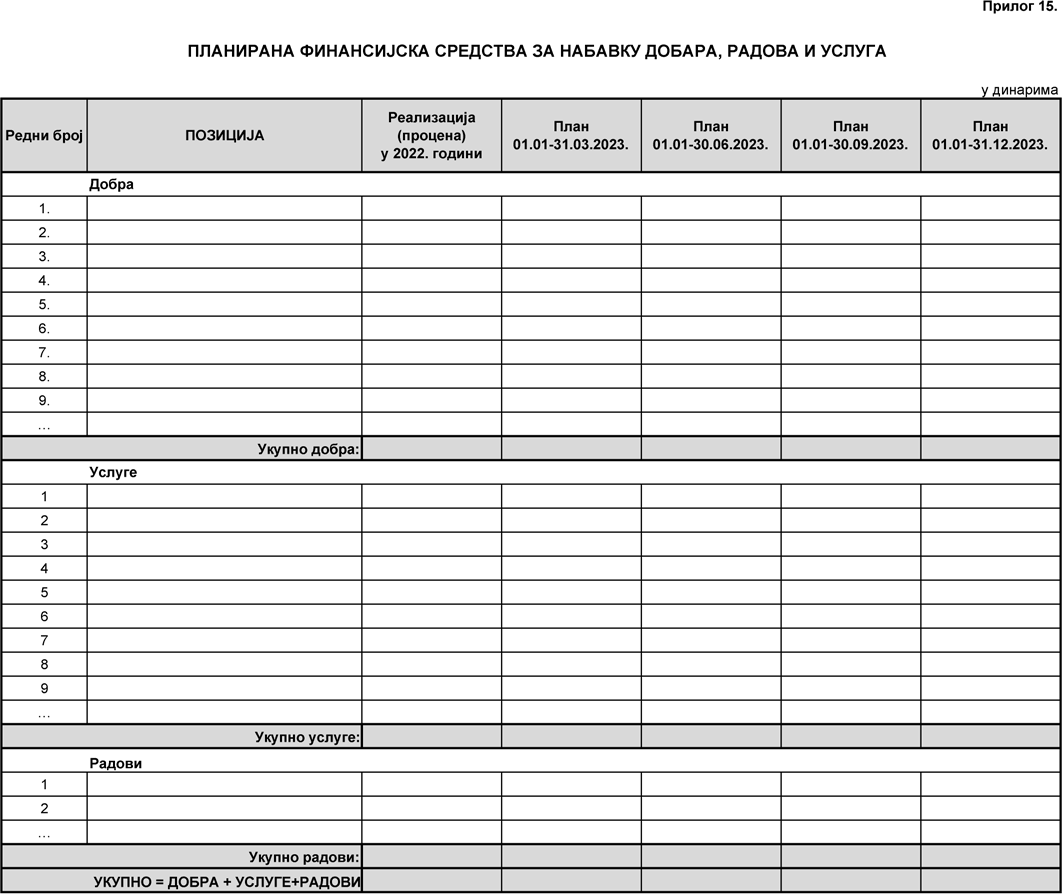 Прилог 15.
ПЛАНИРАНА ФИНАНСИЈСКА СРЕДСТВА ЗА НАБАВКУ ДОБАРА, РАДОВА И УСЛУГА
у динарима
Редни број ПОЗИЦИЈА Реализација (процена) у 2022. години План 01.01-31.03.2023. План 01.01-30.06.2023. План 01.01-30.09.2023. План 01.01-31.12.2023.
Добра
1.
2.
3.
4.
5.
6.
7.
8.
9.
...
Укупно добра:
Услуге
1
2
3
4
5
6
7
8
9
...
Укупно услуге:
Радови
1
2
...
Укупно радови:
УКУПНО = ДОБРА + УСЛУГЕ+РАДОВИ